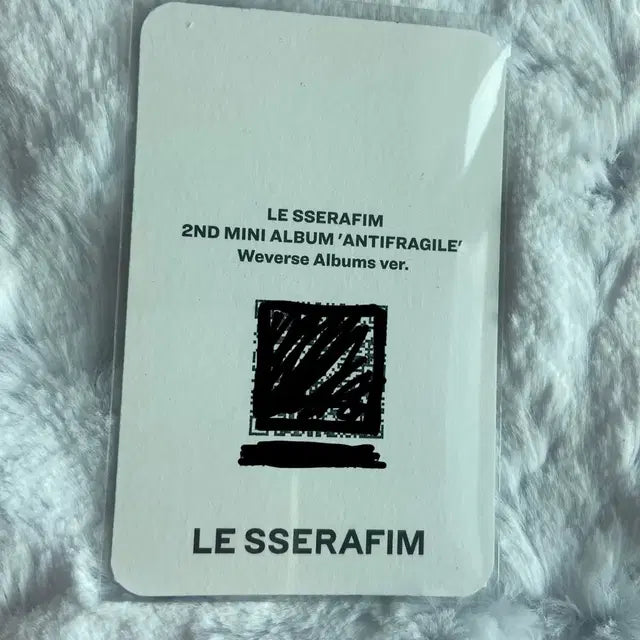 LE SSERAFIM
2ND MINI ALBUM 'ANTIFRAGILE'
Weverse Albums ver.
LE SSERAFIM